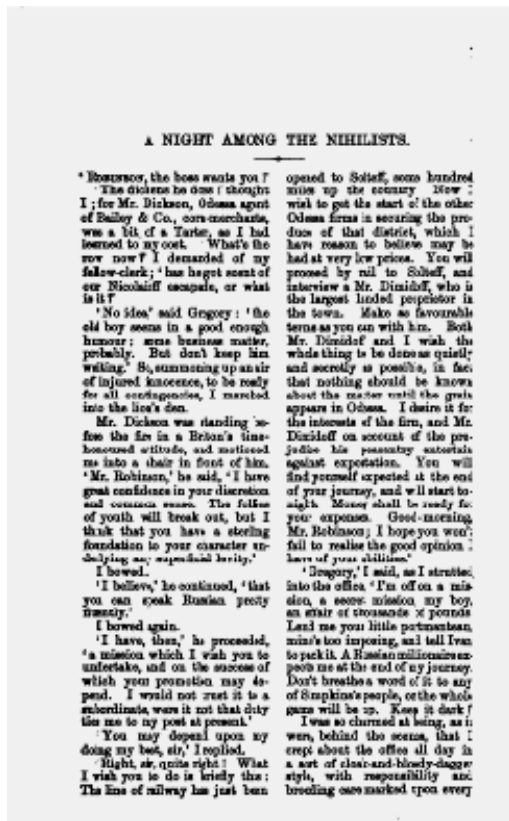 A NIGHT AMONG THE NIHILISTS.
'ROBINSON, the boss wants you!'
'The dickens he does!' thought
I; for Mr. Dickson, Odessa agent
of Bailey & Co., corn-merchants,
was a bit of a Tartar, as I had
learned to my cost. 'What's the
row now?' I demanded of my
fellow-clerk; 'has he got scent of
our Nicolaieff escapade, or what
is it?'
'No idea,' said Gregory: 'the
old boy seems in a good enough
humour; some business matter,
probably. But don't keep him
waiting.' So, summoning up an air
of injured innocence, to be ready
for all contingencies, I marched
into the lion's den.
Mr. Dickson was standing be-
fore the fire in a Briton's time-
honoured attitude, and motioned
me into a chair in front of him.
'Mr. Robinson,' he said, 'I have
great confidence in your discretion
and common sense. The follies
of youth will break out, but I
think that you have a sterling
foundation to your character un-
derlying any superficial levity.'
I bowed.
'I believe,' he continued, 'that
you can speak Russian pretty
fluently.'
I bowed again.
'I have, then,' he proceeded,
'a mission which I wish you to
undertake, and on the success of
which your promotion may de-
pend. I would not trust it to a
subordinate, were it not that duty
ties me to my post at present.'
'You may depend upon my
doing my best, sir,' I replied.
'Right, sir, quite right! What
I wish you to do is briefly this:
The line of railway has just been
opened to Solteff, some hundred
miles up the country. Now I
wish to get the start of the other
Odessa firms in securing the pro-
duce of that district, which I
have reason to believe may be
had at very low prices. You will
proceed by rail to Solteff, and
interview a Mr. Dimidoff, who is
the largest landed proprietor in
the town. Make as favourable
terms as you can with him. Both
Mr. Dimidoff and I wish the
whole thing to be done as quietly
and secretly as possible, in fact
that nothing should be known
about the matter until the grain
appears in Odessa. I desire it for
the interests of the firm, and Mr.
Dimidoff on account of the pre-
judice his peasantry entertain
against exportation. You will
find yourself expected at the end
of your journey, and will start to-
night. Money shall be ready for
your expenses. Good-morning,
Mr. Robinson; I hope you won't
fail to realise the good opinion I
have of your abilities.'
'Gregory,' I said, as I strutted
into the office, 'I'm off on a mis-
sion, a secret mission, my boy,
an affair of thousands of pounds.
Lend me your little portmanteau,
mine's too imposing, and tell Ivan
to pack it. A Russian millionaire ex-
pects me at the end of my journey.
Don't breathe a word of it to any
of Simpkins's people, or the whole
game will be up. Keep it dark!'
I was so charmed at being, as it
were, behind the scenes, that I
crept about the office all day in
a sort of cloak-and-bloody-dagger
style, with responsibility and
brooding care marked upon every